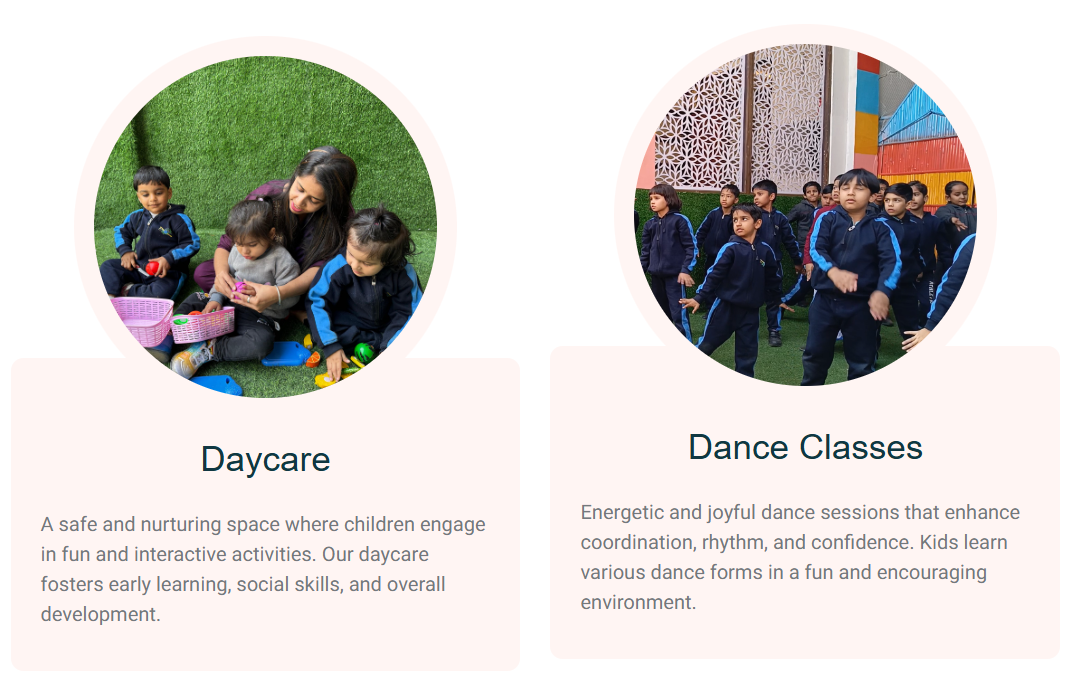 Daycare
A safe and nurturing space where children engage
in fun and interactive activities. Our daycare
fosters early learning, social skills, and overall
development.
Dance Classes
Energetic and joyful dance sessions that enhance
coordination, rhythm, and confidence. Kids learn
various dance forms in a fun and encouraging
environment.